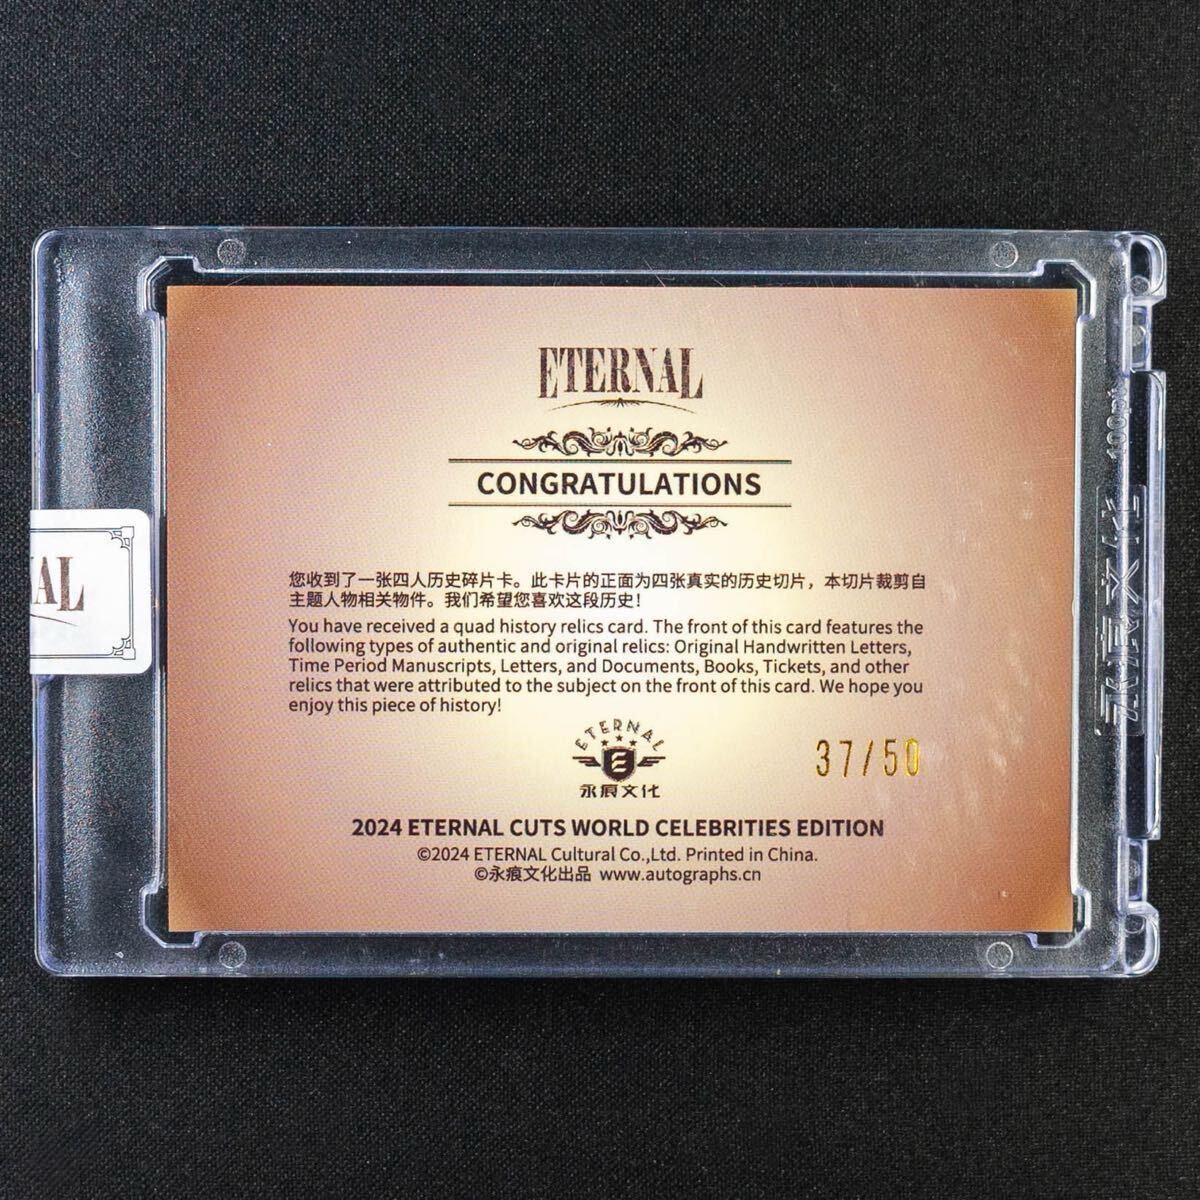 ETERNAL
CONGRATULATIONS
您收到了一张四人历史碎片卡。此卡片的正面为四张真实的历史切片，本切片裁剪自
主题人物相关物件。我们希望您喜欢这段历史！
You have received a quad history relics card. The front of this card features the
following types of authentic and original relics: Original Handwritten Letters,
Time Period Manuscripts, Letters, and Documents, Books, Tickets, and other
relics that were attributed to the subject on the front of this card. We hope you
enjoy this piece of history!
ETERNAL
E
永痕文化
37/50
2024 ETERNAL CUTS WORLD CELEBRITIES EDITION
©2024 ETERNAL Cultural Co.,Ltd. Printed in China.
©永痕文化出品 www.autographs.cn
AL
100pt
永痕文化